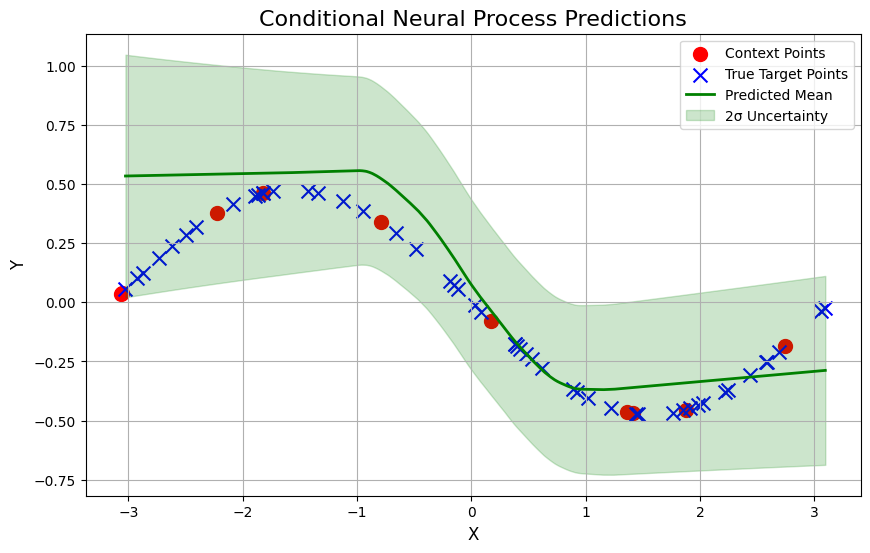 Conditional Neural Process Predictions
Context Points
True Target Points
Predicted Mean
2σ Uncertainty
1.00
0.75
0.50
0.25
0.00
−0.25
−0.50
−0.75
Y
−3
−2
−1
0
1
2
3
X